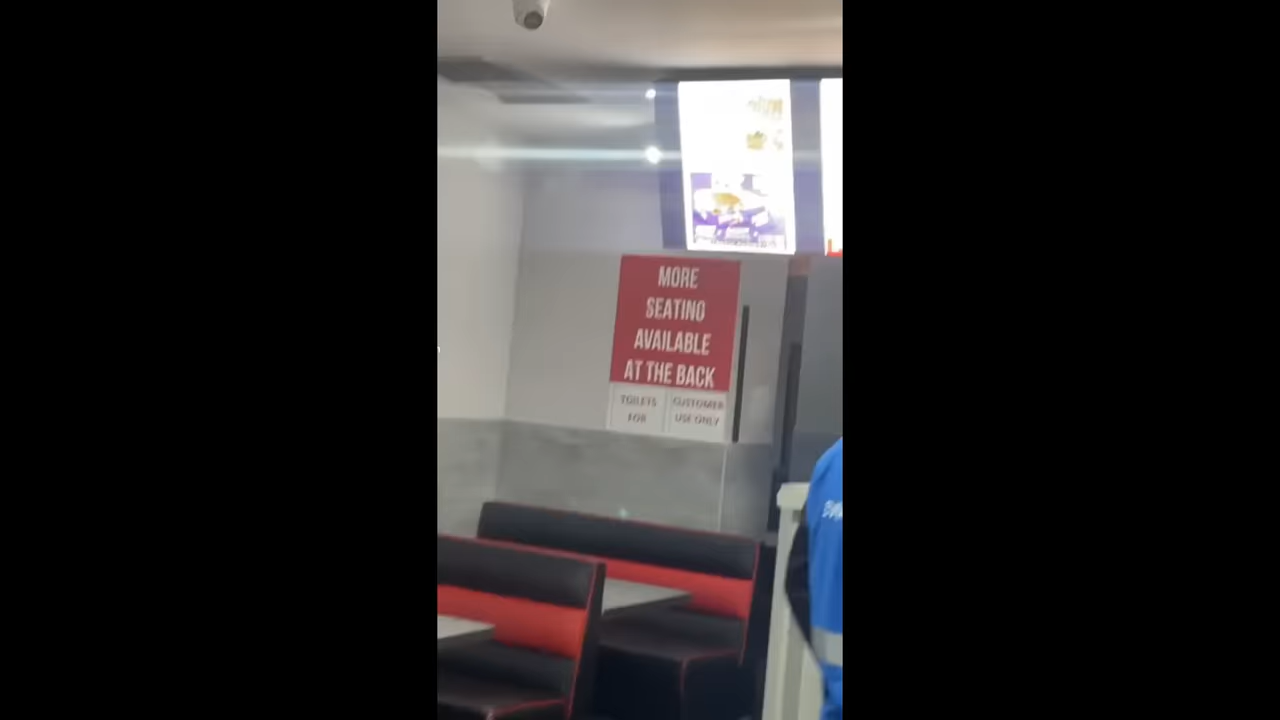 MORE
SEATING
AVAILABLE
AT THE BACK
TOILETS
FOR
CUSTOMER
USE ONLY